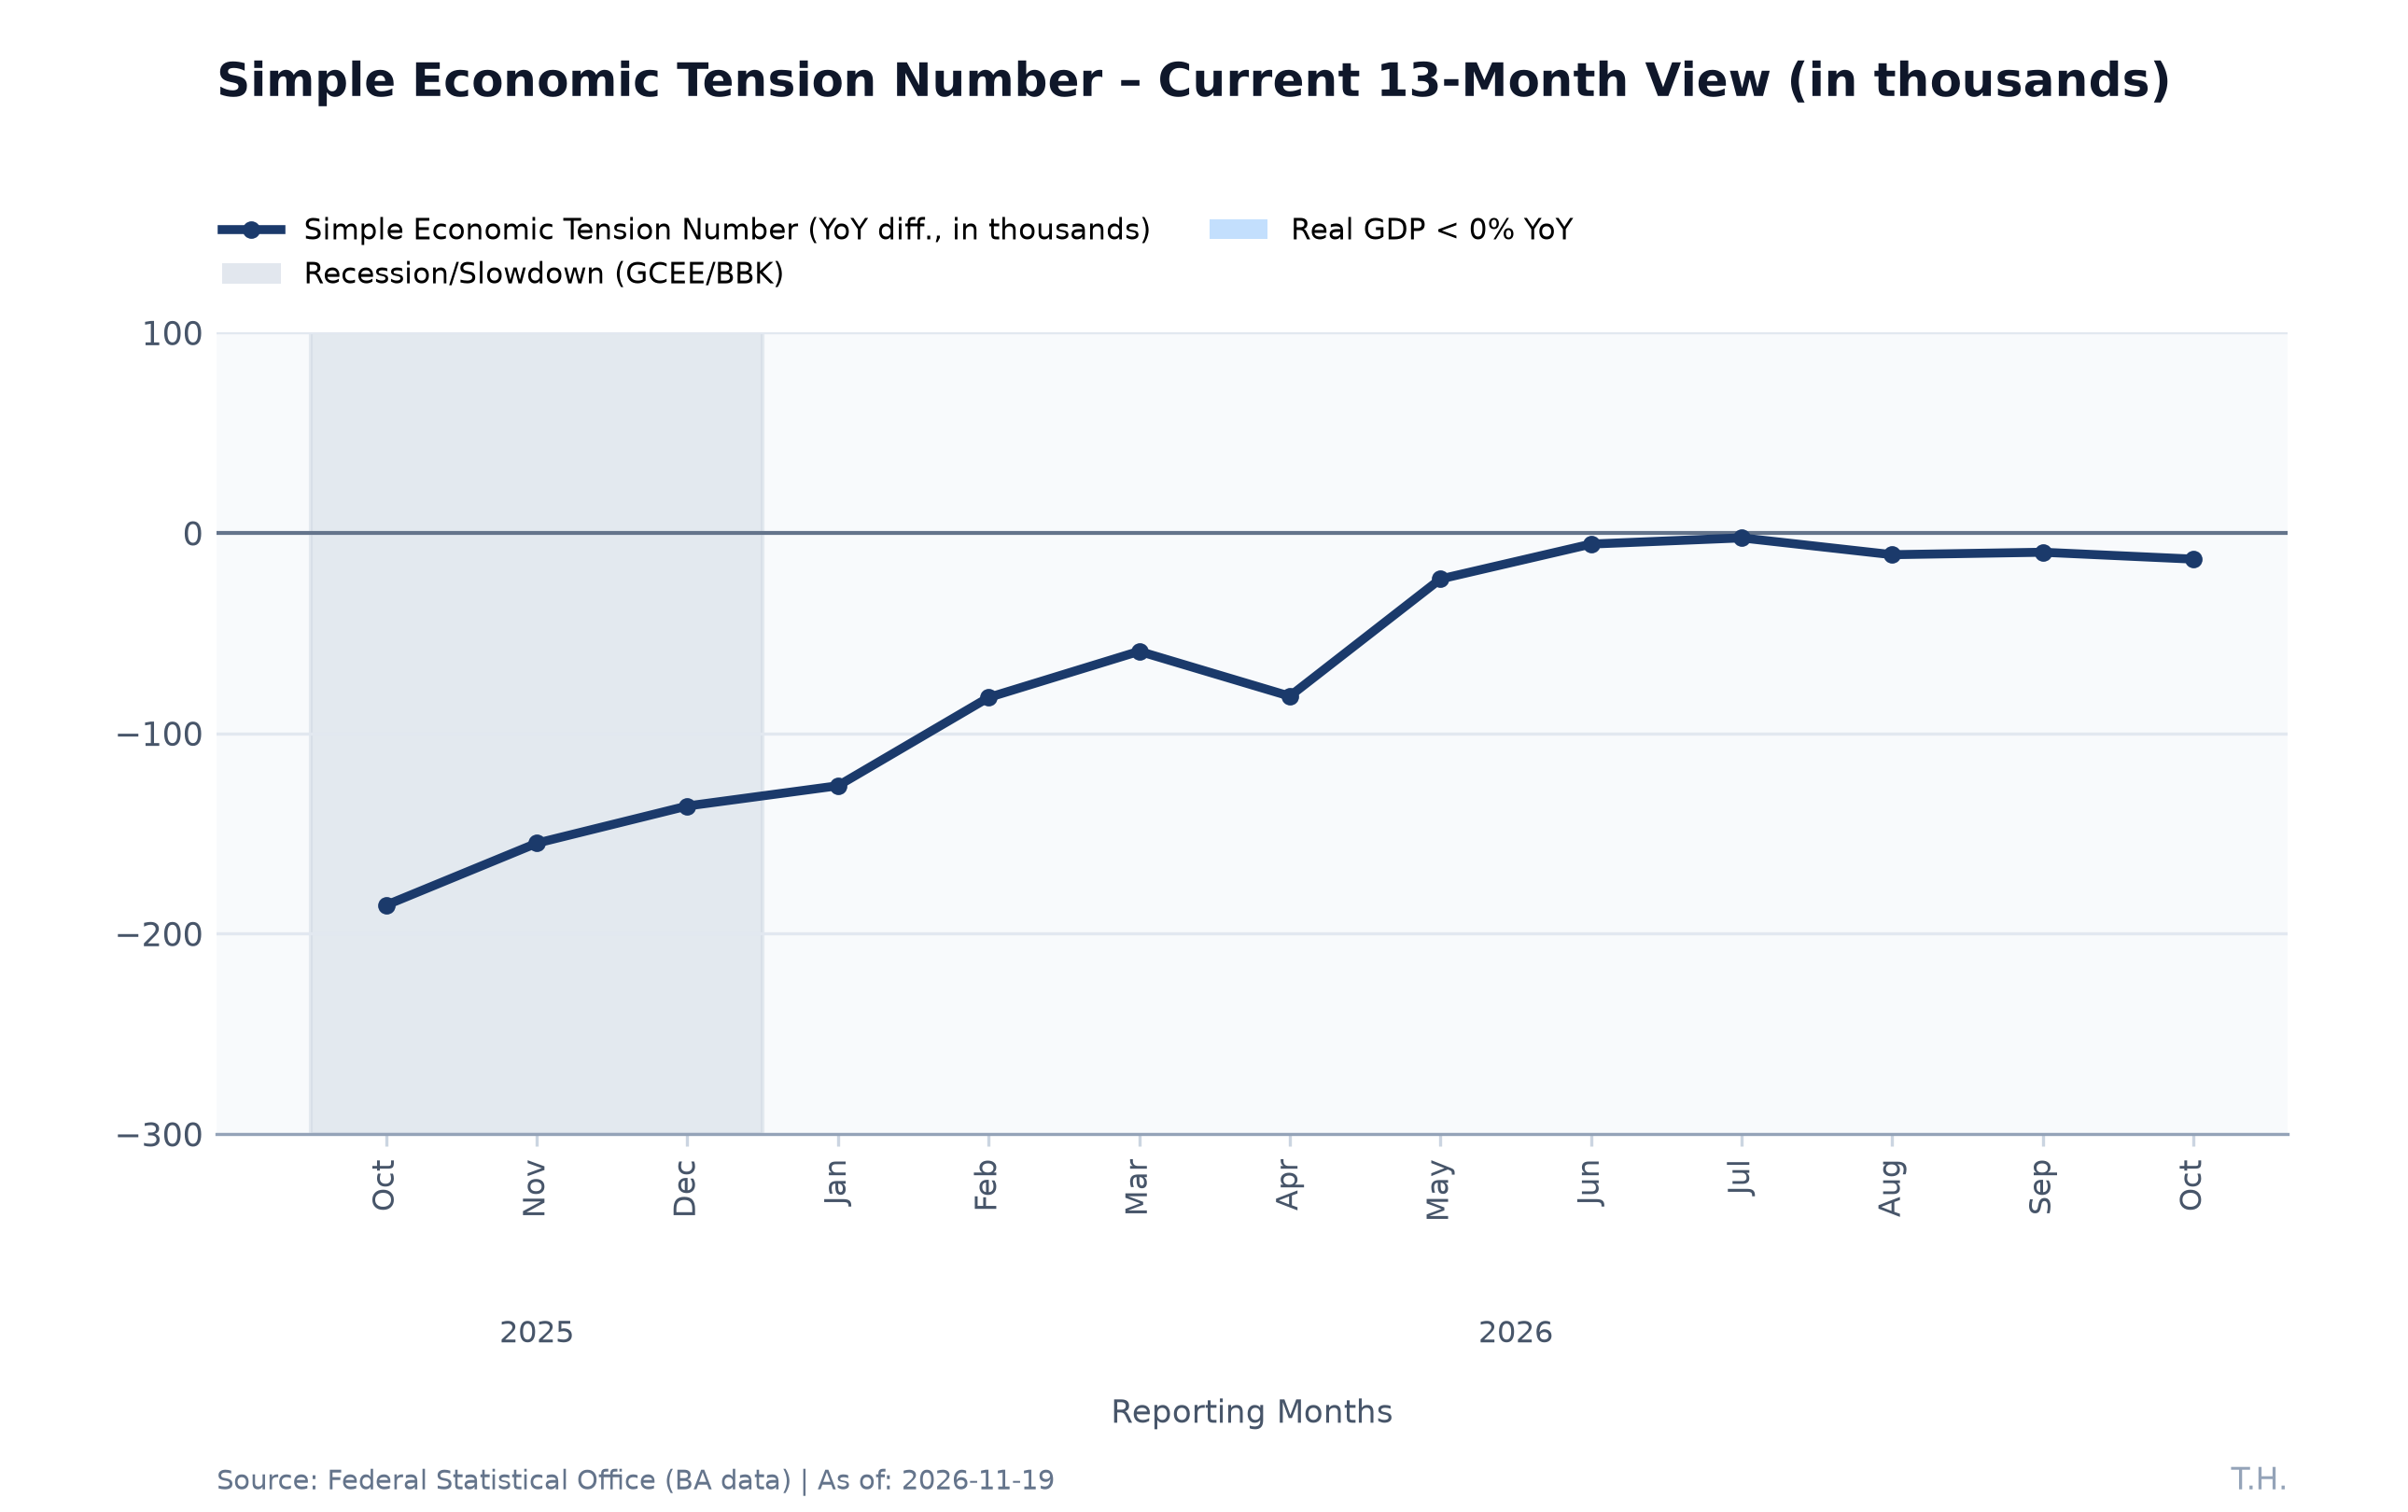 Simple Economic Tension Number – Current 13-Month View (in thousands)
Simple Economic Tension Number (YoY diff., in thousands)
Real GDP < 0% YoY
Recession/Slowdown (GCEE/BBK)
100
0
−100
−200
−300
Oct
Nov
Dec
Jan
Feb
Mar
Apr
May
Jun
Jul
Aug
Sep
Oct
2025
2026
Reporting Months
Source: Federal Statistical Office (BA data) | As of: 2026-11-19
T.H.